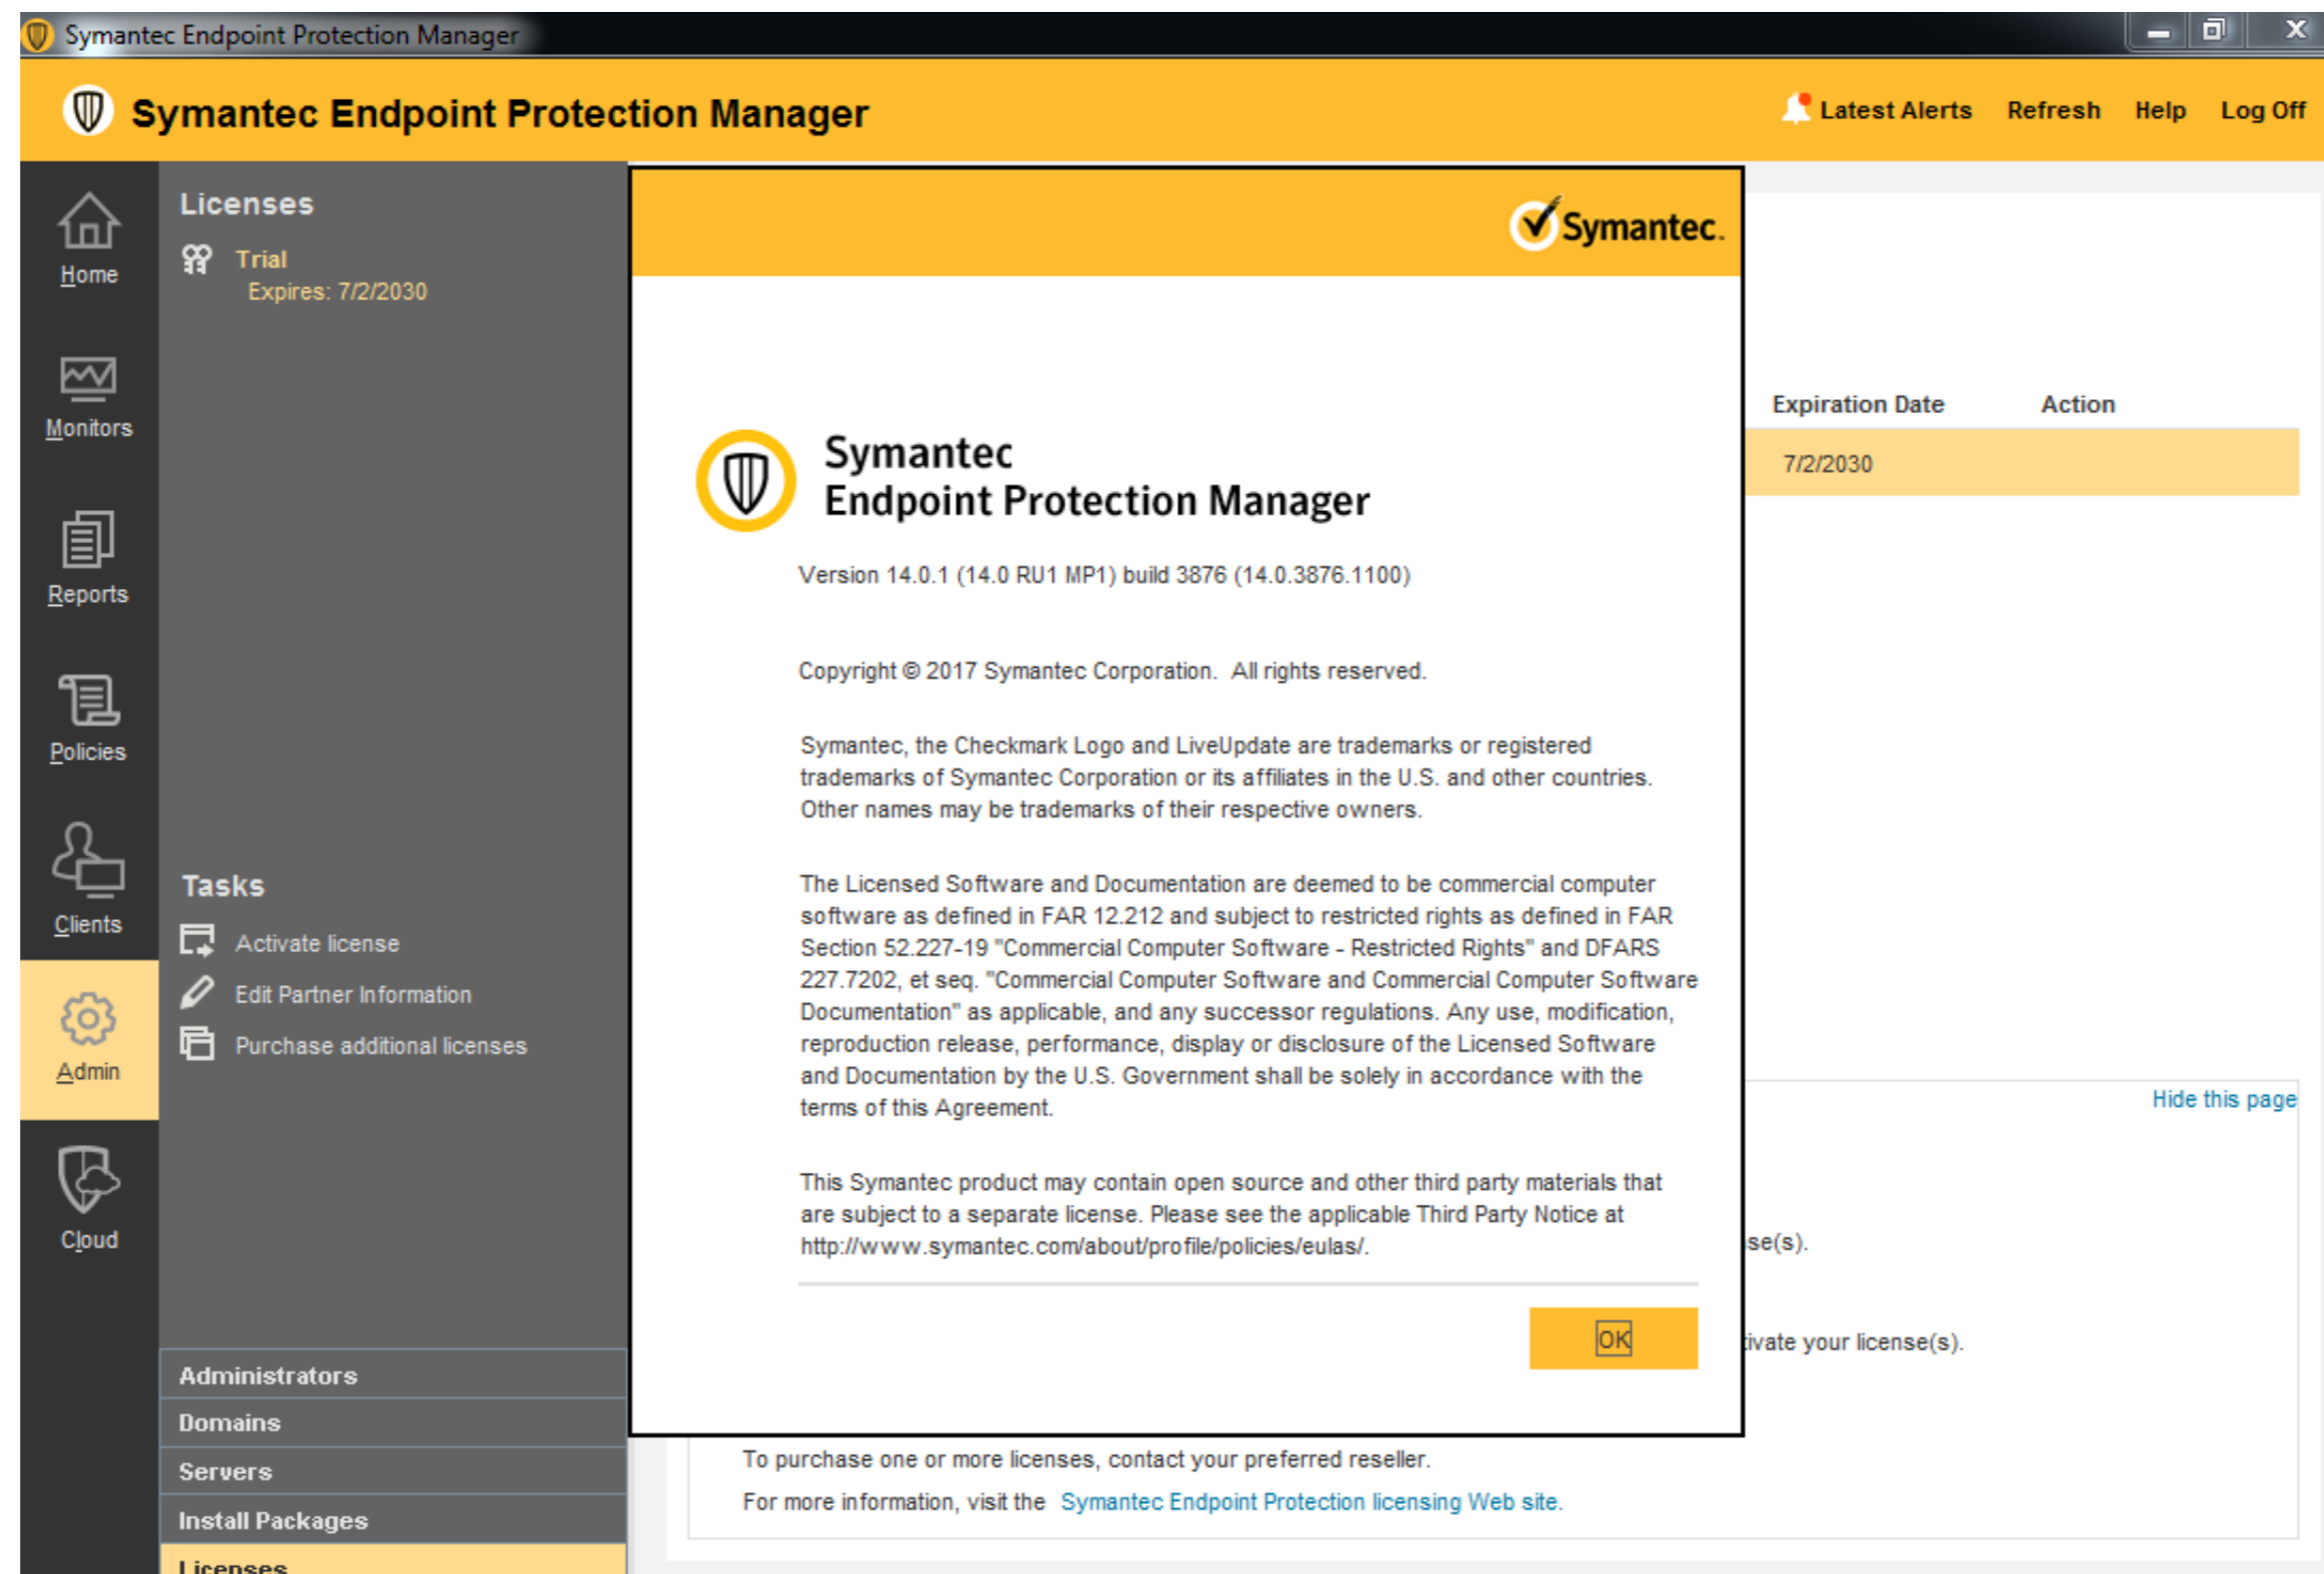 Symantec Endpoint Protection Manager
Symantec Endpoint Protection Manager
Latest Alerts Refresh Help Log Off
Home
Monitors
Reports
Policies
Clients
Admin
Cloud
Licenses
Trial
Expires: 7/2/2030
Tasks
Activate license
Edit Partner Information
Purchase additional licenses
Administrators
Domains
Servers
Install Packages
Licenses
Symantec.
Symantec
Endpoint Protection Manager
Version 14.0.1 (14.0 RU1 MP1) build 3876 (14.0.3876.1100)
Copyright © 2017 Symantec Corporation. All rights reserved.
Symantec, the Checkmark Logo and LiveUpdate are trademarks or registered
trademarks of Symantec Corporation or its affiliates in the U.S. and other countries.
Other names may be trademarks of their respective owners.
The Licensed Software and Documentation are deemed to be commercial computer
software as defined in FAR 12.212 and subject to restricted rights as defined in FAR
Section 52.227-19 "Commercial Computer Software - Restricted Rights" and DFARS
227.7202, et seq. "Commercial Computer Software and Commercial Computer Software
Documentation" as applicable, and any successor regulations. Any use, modification,
reproduction release, performance, display or disclosure of the Licensed Software
and Documentation by the U.S. Government shall be solely in accordance with the
terms of this Agreement.
This Symantec product may contain open source and other third party materials that
are subject to a separate license. Please see the applicable Third Party Notice at
http://www.symantec.com/about/profile/policies/eulas/.
OK
Expiration Date Action
7/2/2030
Hide this page
se(s).
ivate your license(s).
To purchase one or more licenses, contact your preferred reseller.
For more information, visit the Symantec Endpoint Protection licensing Web site.